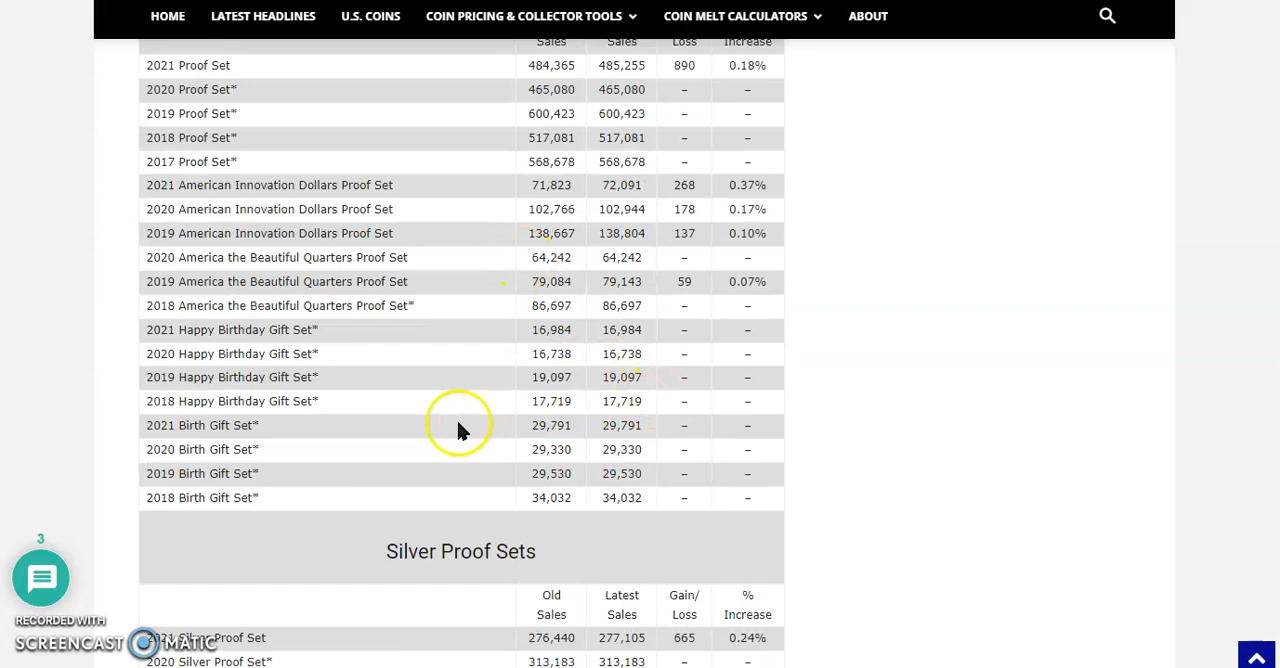 HOME LATEST HEADLINES U.S. COINS COIN PRICING & COLLECTOR TOOLS COIN MELT CALCULATORS ABOUT
Sales Sales Loss Increase
2021 Proof Set 484,365 485,255 890 0.18%
2020 Proof Set* 465,080 465,080 – –
2019 Proof Set* 600,423 600,423 – –
2018 Proof Set* 517,081 517,081 – –
2017 Proof Set* 568,678 568,678 – –
2021 American Innovation Dollars Proof Set 71,823 72,091 268 0.37%
2020 American Innovation Dollars Proof Set 102,766 102,944 178 0.17%
2019 American Innovation Dollars Proof Set 138,667 138,804 137 0.10%
2020 America the Beautiful Quarters Proof Set 64,242 64,242 – –
2019 America the Beautiful Quarters Proof Set 79,084 79,143 59 0.07%
2018 America the Beautiful Quarters Proof Set* 86,697 86,697 – –
2021 Happy Birthday Gift Set* 16,984 16,984 – –
2020 Happy Birthday Gift Set* 16,738 16,738 – –
2019 Happy Birthday Gift Set* 19,097 19,097 – –
2018 Happy Birthday Gift Set* 17,719 17,719 – –
2021 Birth Gift Set* 29,791 29,791 – –
2020 Birth Gift Set* 29,330 29,330 – –
2019 Birth Gift Set* 29,530 29,530 – –
2018 Birth Gift Set* 34,032 34,032 – –
Silver Proof Sets
Old Latest Gain/ %
Sales Sales Loss Increase
2021 Silver Proof Set 276,440 277,105 665 0.24%
2020 Silver Proof Set* 313,183 313,183 – –
3
RECORDED WITH
SCREENCAST MATIC